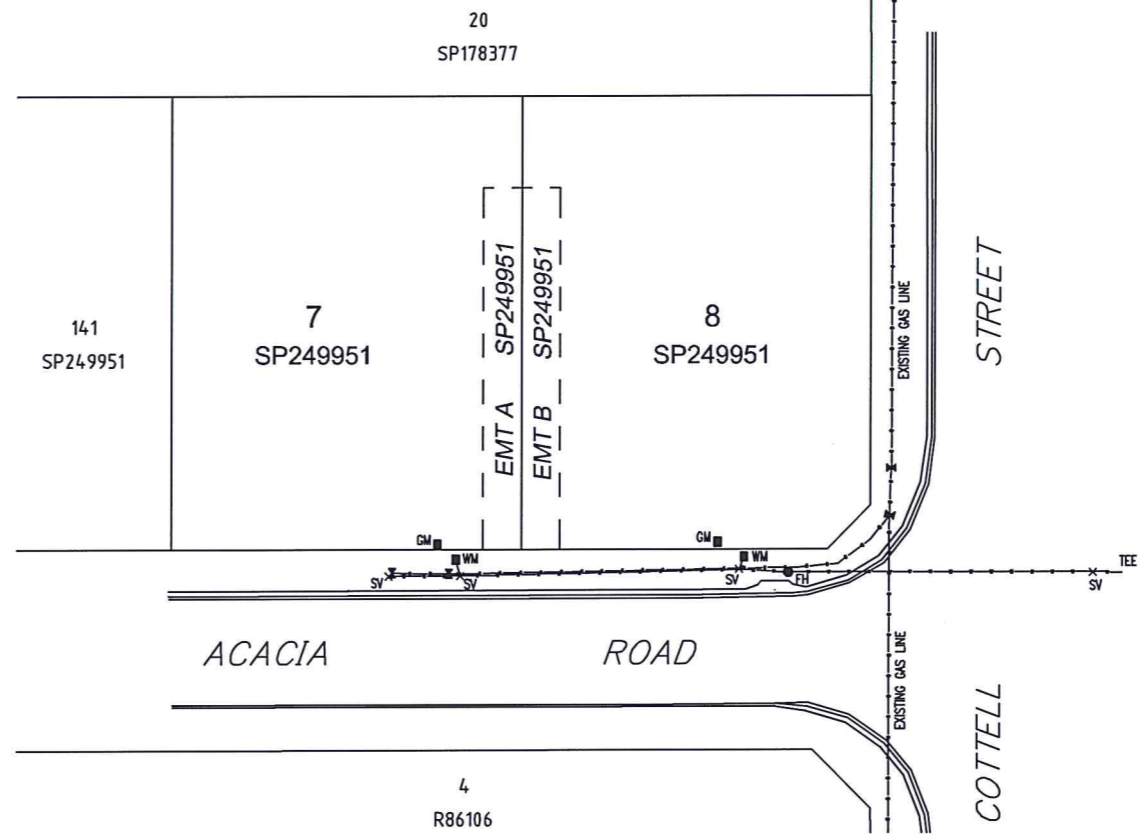 20
SP178377
141
SP249951
7
SP249951
EMT A SP249951
EMT B SP249951
8
SP249951
EXISTING GAS LINE
STREET
GM
WM
GM
WM
SV
SV
SV
FH
SV
TEE
ACACIA ROAD
EXISTING GAS LINE
COTTELL
4
R86106